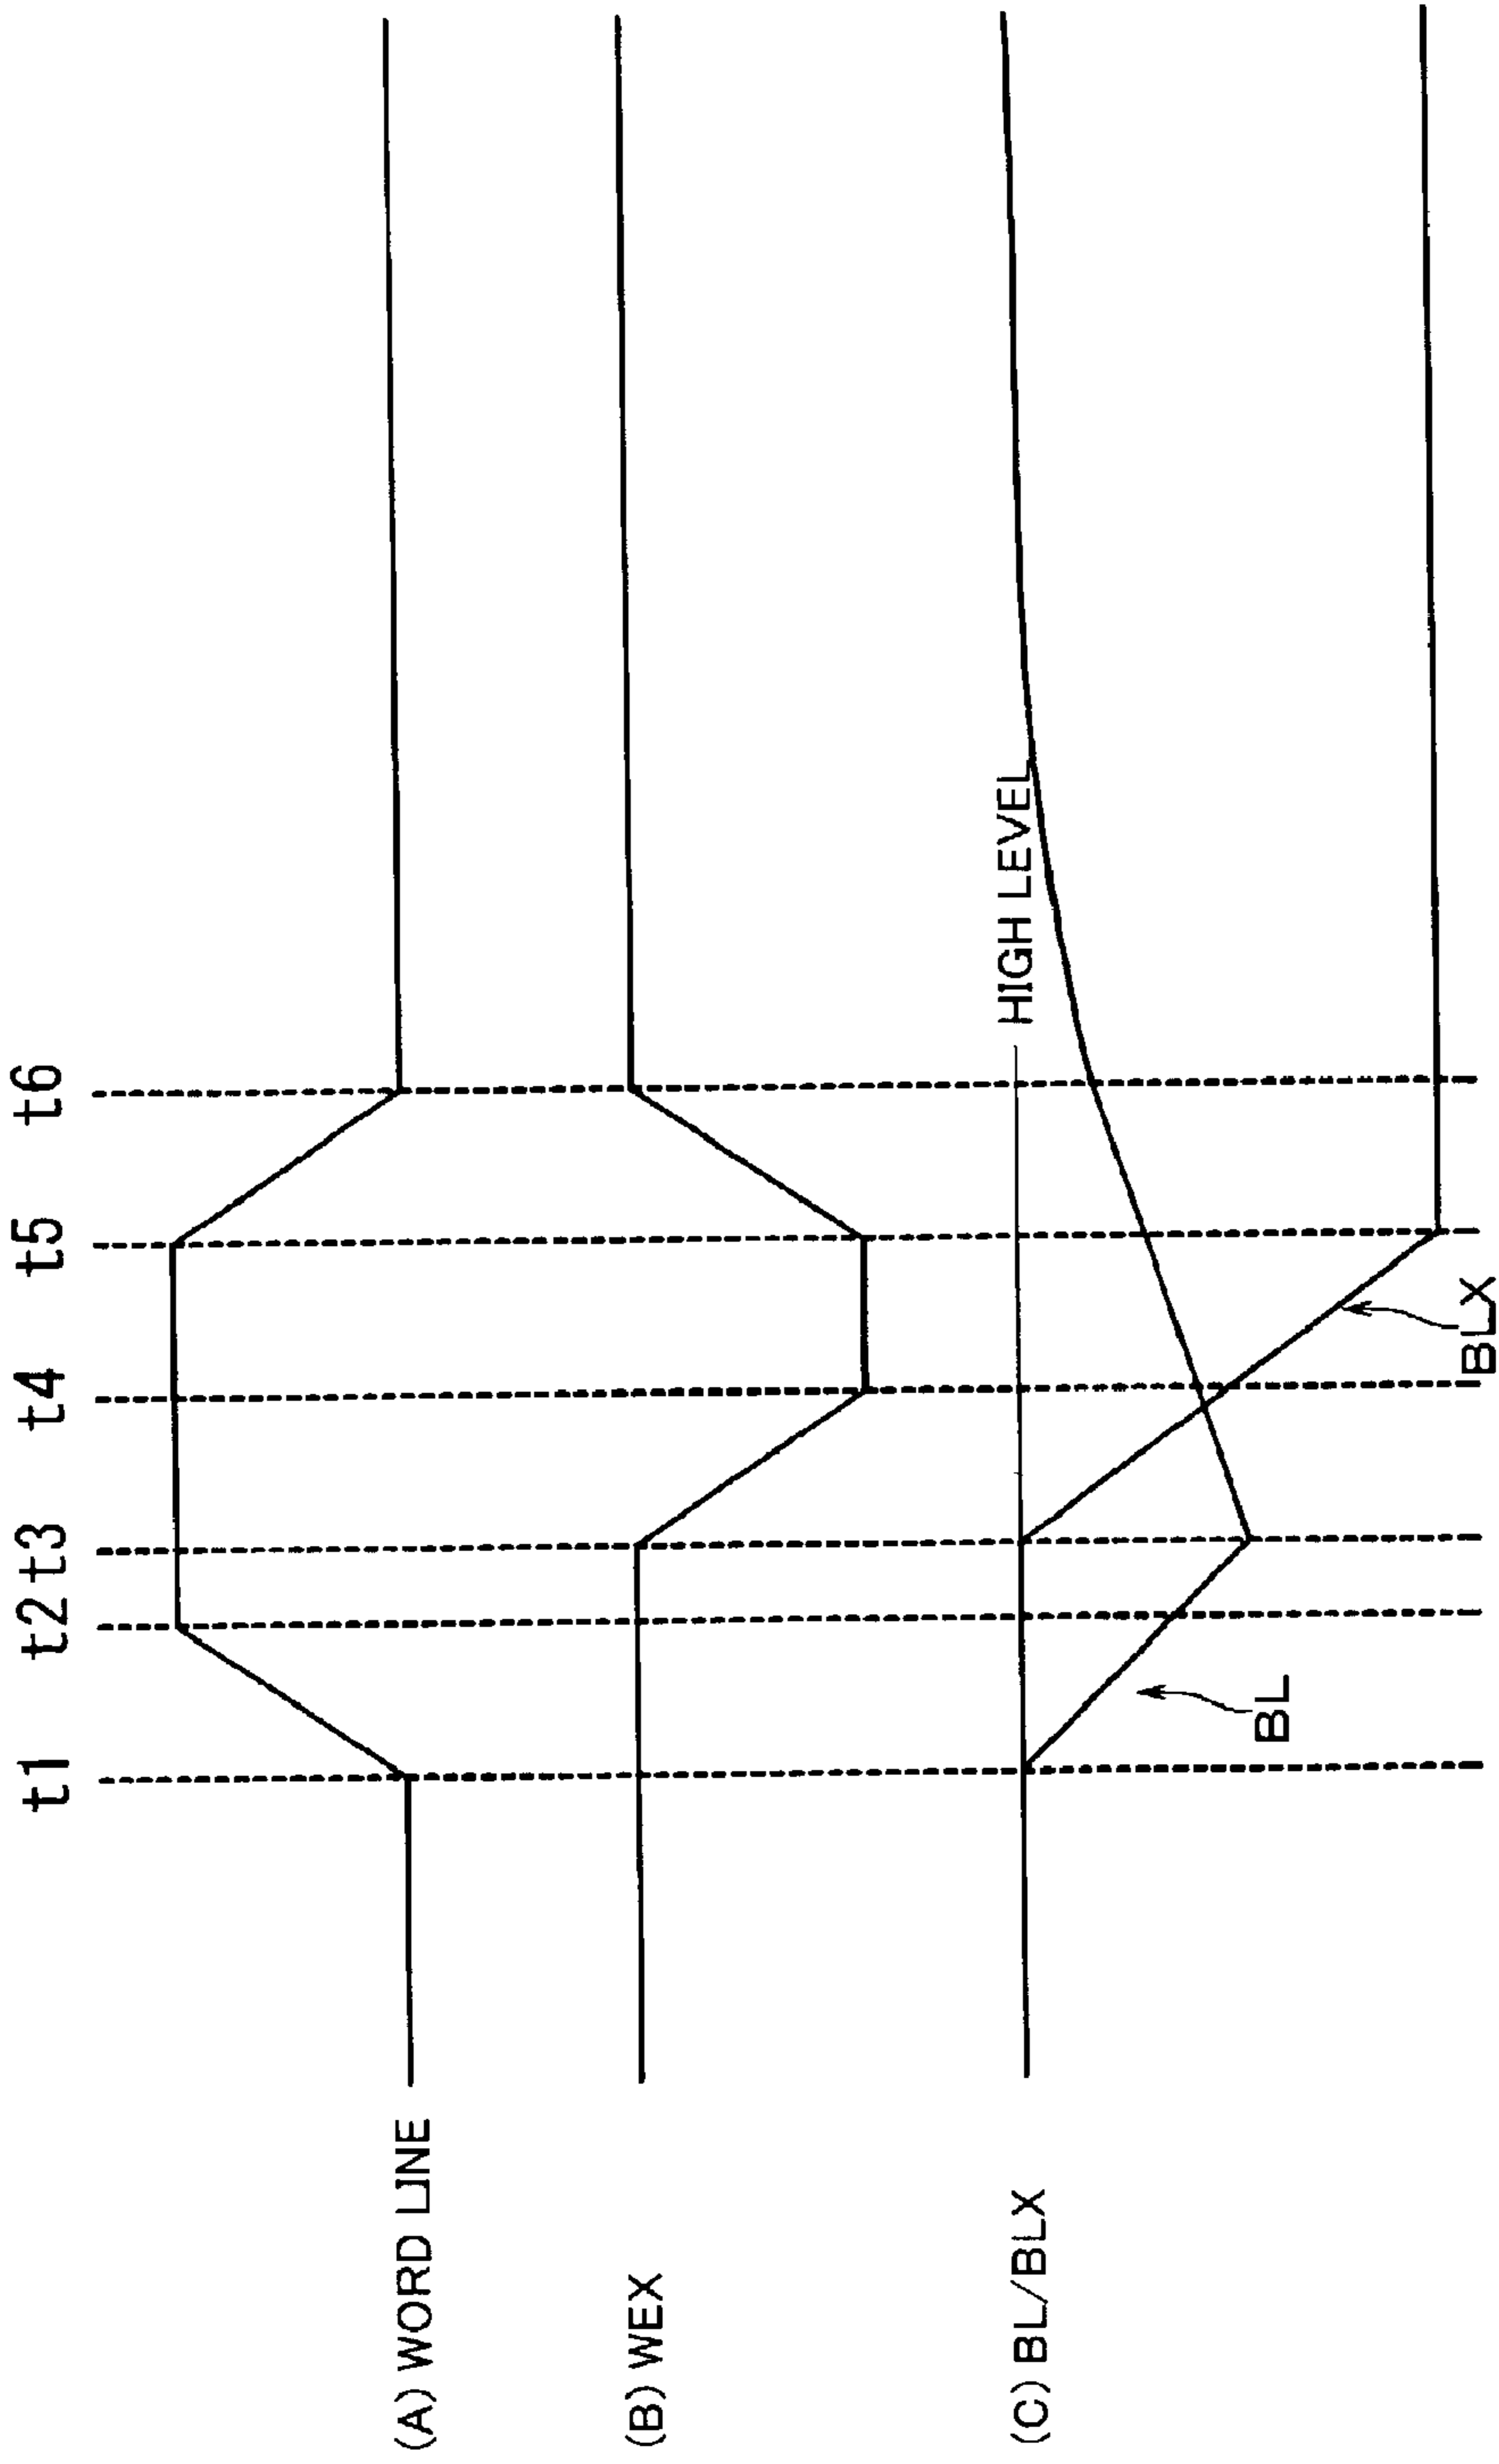 t1 t2 t3 t4 t5 t6
(A) WORD LINE
(B) WEX
HIGH LEVEL
(C) BL/BLX
BL
BLX